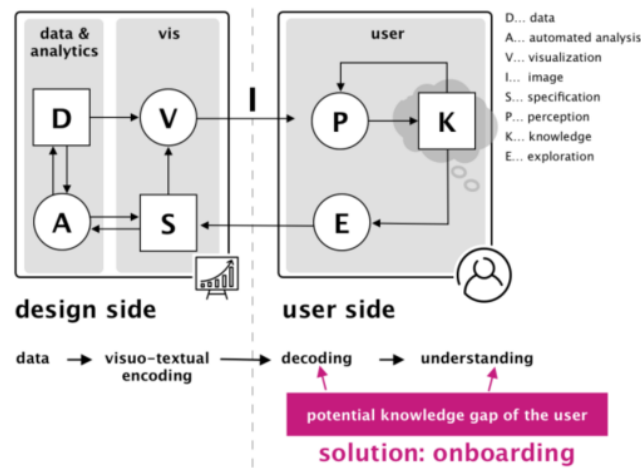 data &
analytics
vis
user
D
V
I
P
K
A
S
E
D... data
A... automated analysis
V... visualization
I... image
S... specification
P... perception
K... knowledge
E... exploration
design side
user side
data
visuo-textual
encoding
decoding
understanding
potential knowledge gap of the user
solution: onboarding